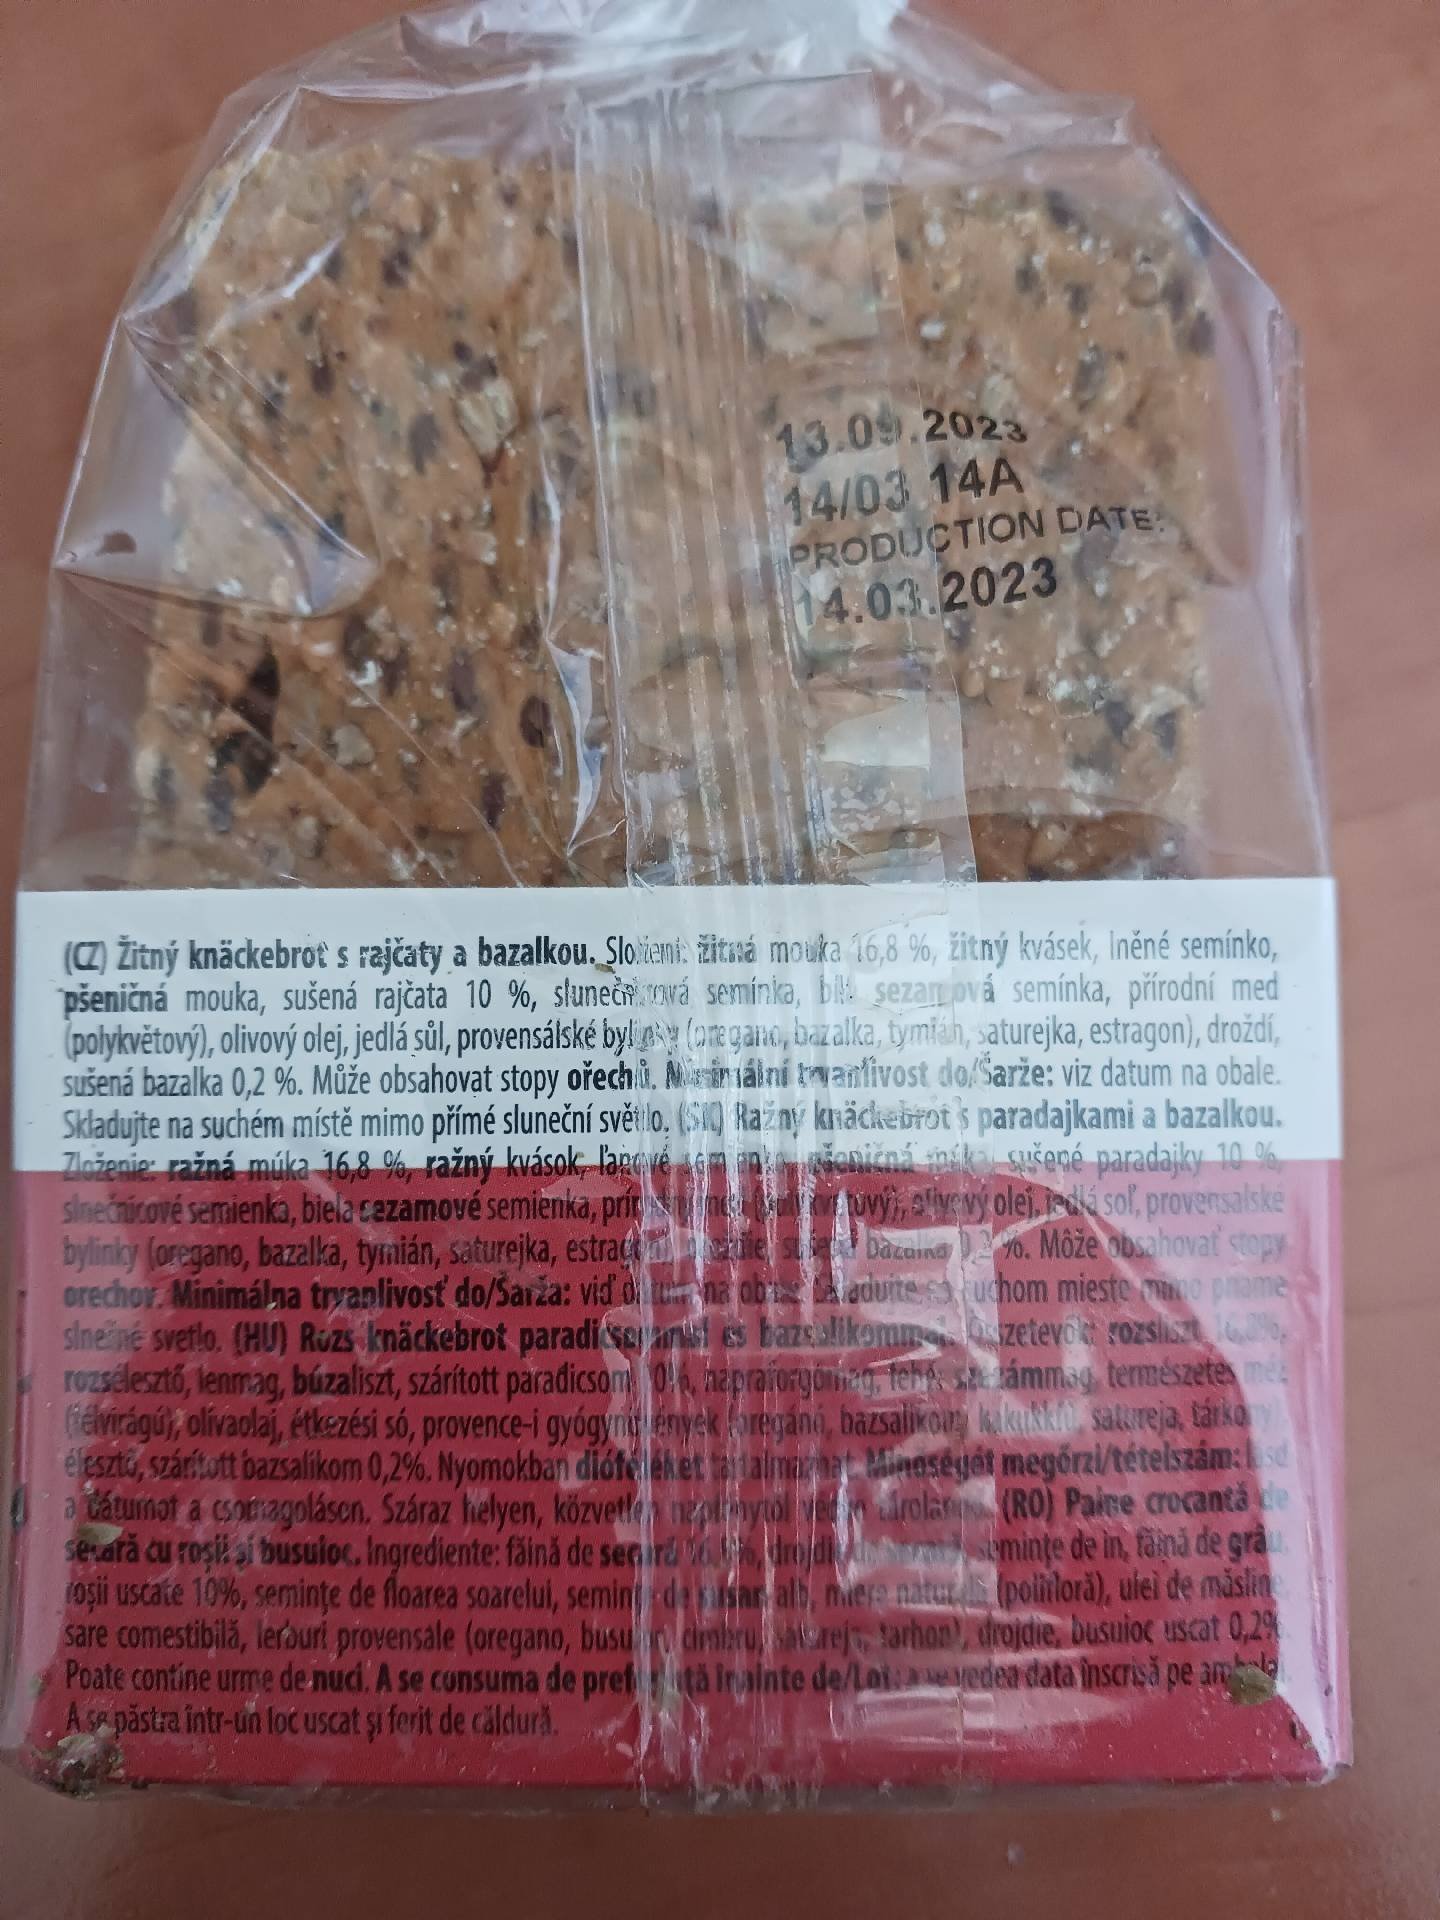 13.09.2023
14/03 14A
PRODUCTION DATE:
14.03.2023
(CZ) Žitný knäckebrot s rajčaty a bazalkou. Složení: žitná mouka 16,8 %, žitný kvásek, lněné semínko,
pšeničná mouka, sušená rajčata 10 %, slunečnicová semínka, bílá sezamová semínka, přírodní med
(polykvětový), olivový olej, jedlá sůl, provensálské bylinky (oregano, bazalka, tymián, saturejka, estragon), droždí,
sušená bazalka 0,2 %. Může obsahovat stopy ořechů. Minimální trvanlivost do/Šarže: viz datum na obale.
Skladujte na suchém místě mimo přímé sluneční světlo. (SK) Ražný knäckebrot s paradajkami a bazalkou.
Zloženie: ražná múka 16,8 %, ražný kvások, ľanové semienko, pšeničná múka, sušené paradajky 10 %,
slnečnicové semienka, biela sezamové semienka, prírodný med (polykvetový), olivový olej, jedlá soľ, provensalské
bylinky (oregano, bazalka, tymián, saturejka, estragón), droždie, sušená bazalka 0,2 %. Môže obsahovať stopy
orechov. Minimálna trvanlivosť do/Šarža: viď dátum na obale. Skladujte na suchom mieste mimo priame
slnečné svetlo. (HU) Rozs knäckebrot paradicsommal és bazsalikommal. Összetevők: rozsliszt 16,8%,
rozsélesztő, lenmag, búzaliszt, szárított paradicsom 10%, napraforgómag, fehér szezámmag, természetes méz
(félvirágú), olívaolaj, étkezési só, provence-i gyógynövények (oregánó, bazsalikom, kakukkfű, satureja, tárkony),
élesztő, szárított bazsalikom 0,2%. Nyomokban dióféléket tartalmazhat. Minőségét megőrzi/tételszám: lásd
a dátumot a csomagoláson. Száraz helyen, közvetlen napfénytől védve tárolandó. (RO) Paine crocantă de
secară cu roșii și busuioc. Ingrediente: făină de secară 16,8%, drojdie de secară, semințe de in, făină de grâu,
roșii uscate 10%, semințe de floarea soarelui, semințe de susan alb, miere naturală (poliflоră), ulei de măsline,
sare comestibilă, ierburi provensale (oregano, busuioc, cimbru, satureja, tarhon), drojdie, busuioc uscat 0,2%.
Poate contine urme de nuci. A se consuma de preferință înainte de/Lot: a se vedea data înscrisă pe ambalaj.
A se păstra într-un loc uscat și ferit de căldură.